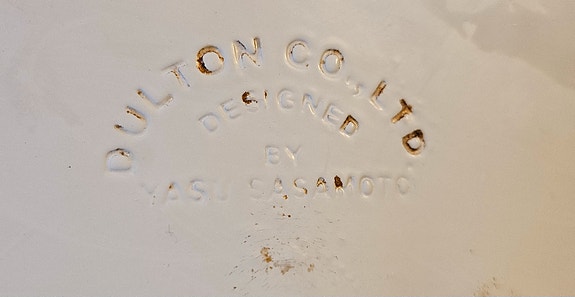 DULTON CO., LTD
DESIGNED
BY
YASU SASAMOTO